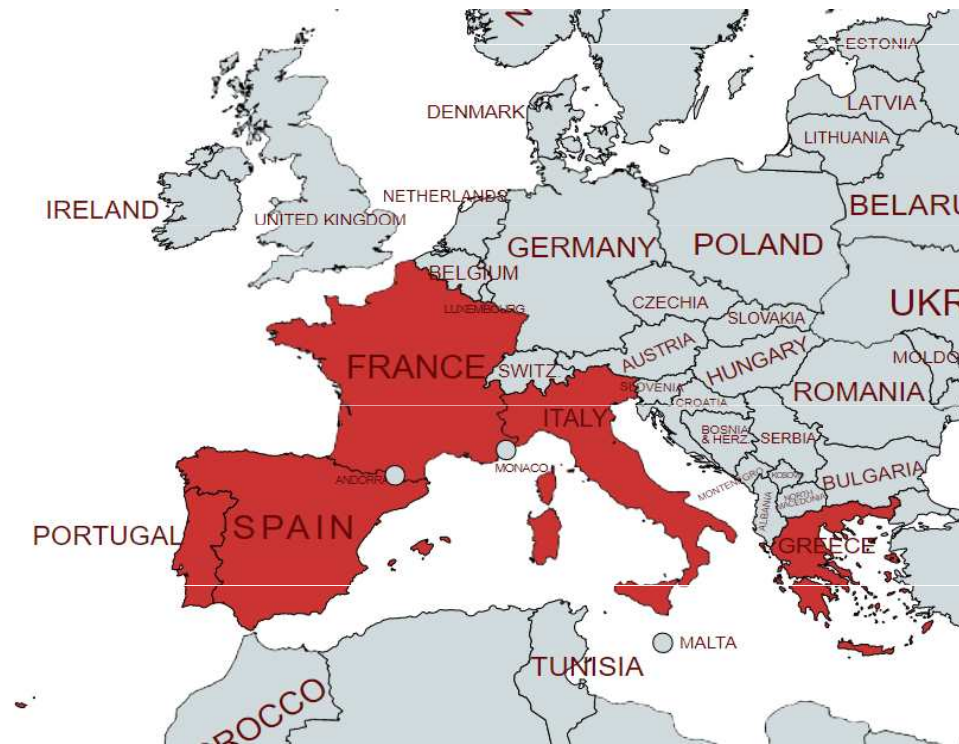 N
ESTONIA
DENMARK
LATVIA
LITHUANIA
NETHERLANDS
IRELAND
UNITED KINGDOM
BELARU
GERMANY
POLAND
BELGIUM
CZECHIA
UKR
LUXEMBOURG
SLOVAKIA
AUSTRIA
HUNGARY
MOLDO
FRANCE
SWITZ
SLOVENIA
ROMANIA
CROATIA
ITALY
BOSNIA
& HERZ.
SERBIA
MONACO
ANDORRA
MONTENEGRO
KOSOVO
BULGARIA
NORTH
MACEDONIA
ALBANIA
PORTUGAL
SPAIN
GREECE
MALTA
TUNISIA
OROCCO